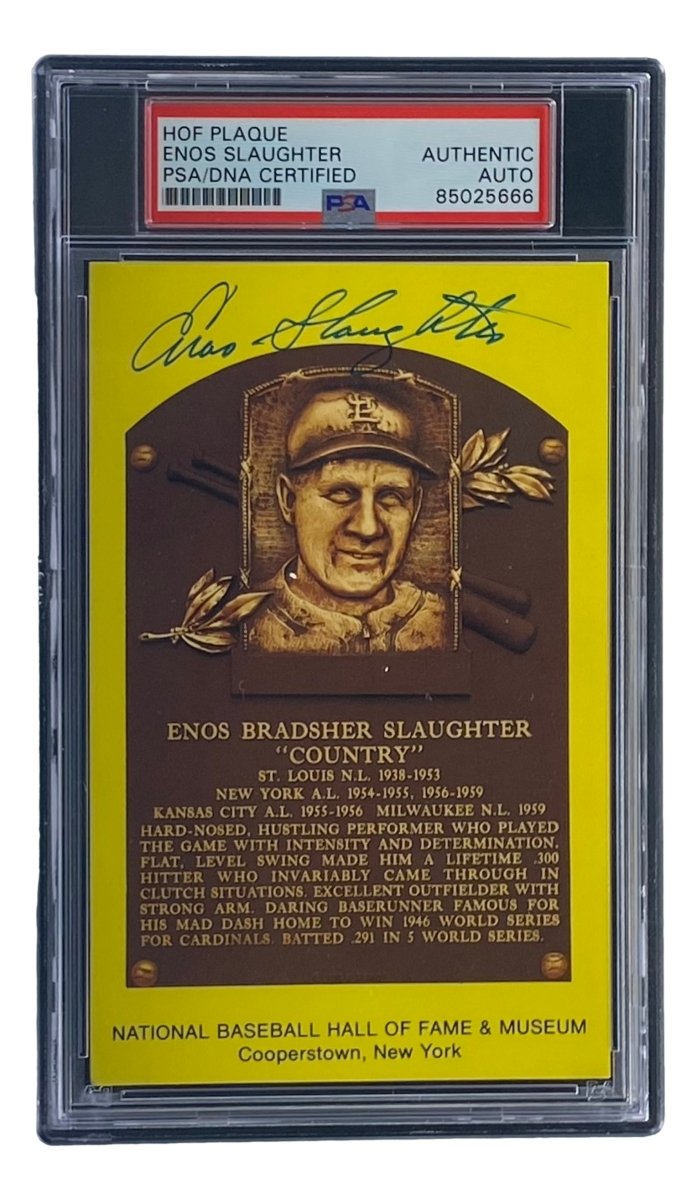 HOF PLAQUE
ENOS SLAUGHTER
PSA/DNA CERTIFIED
AUTHENTIC
AUTO
85025666
PSA
Enos Slaughter
STL
ENOS BRADSHER SLAUGHTER
"COUNTRY"
ST. LOUIS N.L. 1938-1953
NEW YORK A.L. 1954-1955, 1956-1959
KANSAS CITY A.L. 1955-1956 MILWAUKEE N.L. 1959
HARD-NOSED, HUSTLING PERFORMER WHO PLAYED
THE GAME WITH INTENSITY AND DETERMINATION.
FLAT, LEVEL SWING MADE HIM A LIFETIME .300
HITTER WHO INVARIABLY CAME THROUGH IN
CLUTCH SITUATIONS. EXCELLENT OUTFIELDER WITH
STRONG ARM. DARING BASERUNNER FAMOUS FOR
HIS MAD DASH HOME TO WIN 1946 WORLD SERIES
FOR CARDINALS. BATTED .291 IN 5 WORLD SERIES.
NATIONAL BASEBALL HALL OF FAME & MUSEUM
Cooperstown, New York